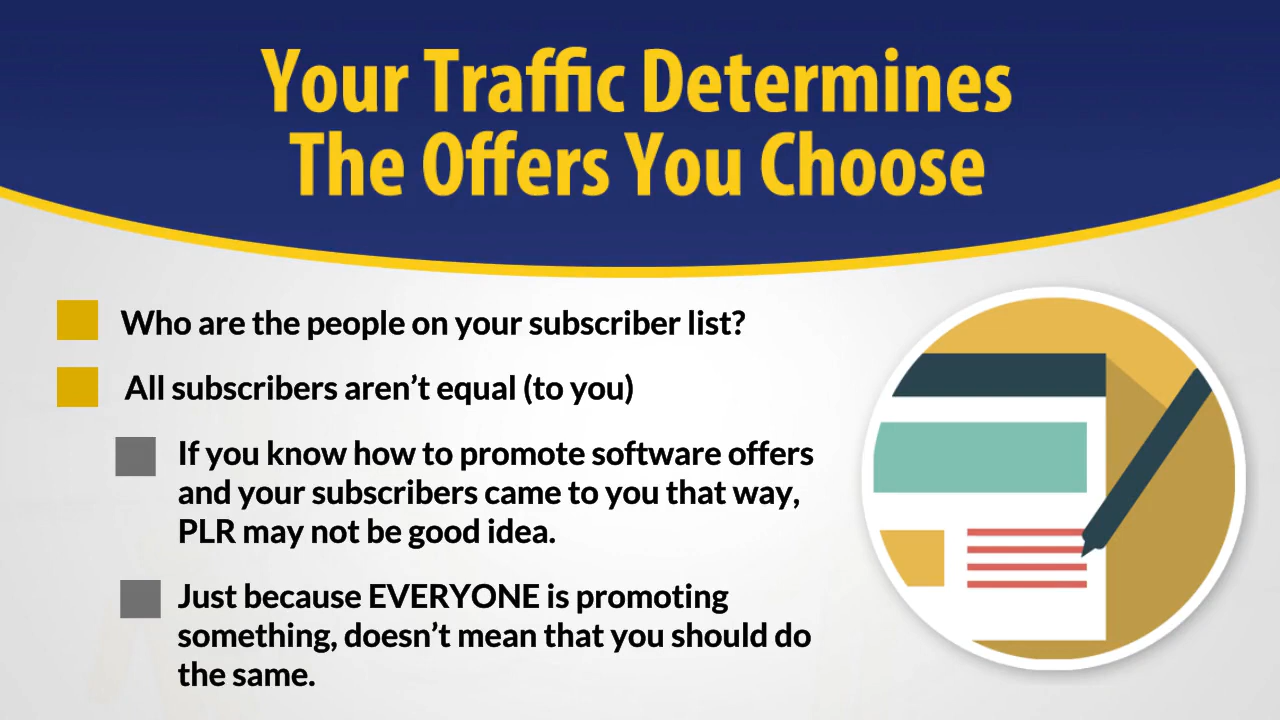 Your Traffic Determines
The Offers You Choose
Who are the people on your subscriber list?
All subscribers aren’t equal (to you)
If you know how to promote software offers
and your subscribers came to you that way,
PLR may not be good idea.
Just because EVERYONE is promoting
something, doesn’t mean that you should do
the same.